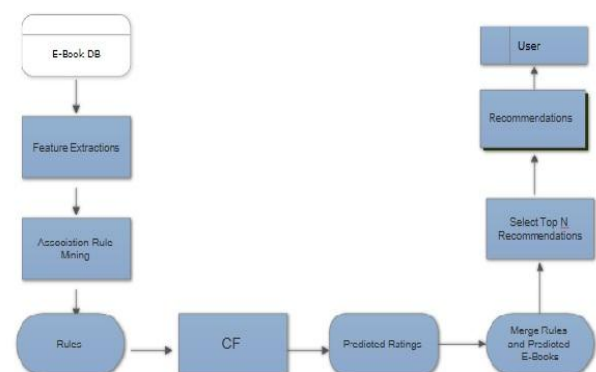 E-Book DB
Feature Extractions
Association Rule
Mining
Rules
CF
Predicted Ratings
Merge Rules
and Predicted
E-Books
Select Top N
Recommendations
Recommendations
User